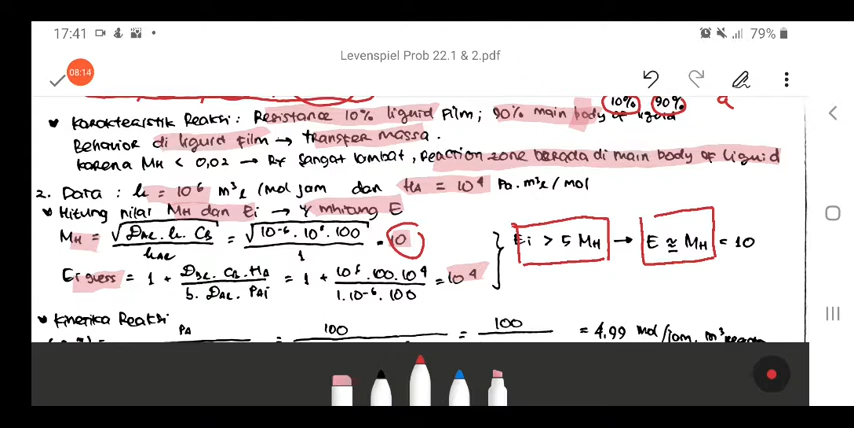 17:41 79%
08:14
Levenspiel Prob 22.1 & 2.pdf
10% 90% a
Karakteristik Reaksi : Resistance 10% liquid Film ; 90% main body of liquid
Behavior di liquid film → transfer massa.
Karena MH < 0,02 → Rx sangat lambat, reaction zone berada di main body of liquid
2. Data : k = 10⁶ m³l /mol jam dan HA = 10⁴ Pa.m³l / mol
Hitung nilai MH dan Ei → mhitung E
MH = √DAL. k. CB / kAL = √10⁻⁶. 10⁶. 100 / 1 = 10 } Ei > 5 MH → E ≅ MH = 10
Ei guess = 1 + DBL. CB. HA / b. DAL. PAi = 1 + 10⁻⁶. 100. 10⁴ / 1. 10⁻⁶. 100 = 10⁴
Kinetika Reaksi
PA = 100 = 100 = 4,99 mol/jam. m³